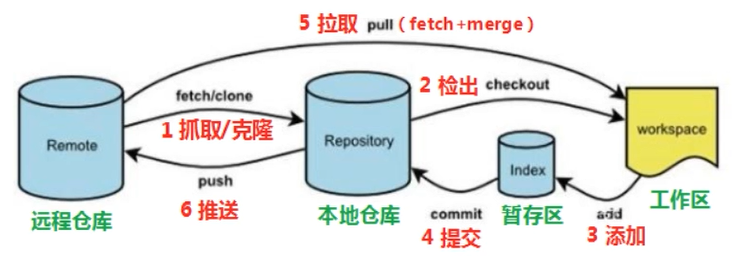 5 拉取 pull（fetch+merge）
fetch/clone
2 检出 checkout
1 抓取/克隆
Remote
Repository
workspace
Index
push
commit
add
远程仓库
6 推送
本地仓库
4 提交
暂存区
3 添加
工作区